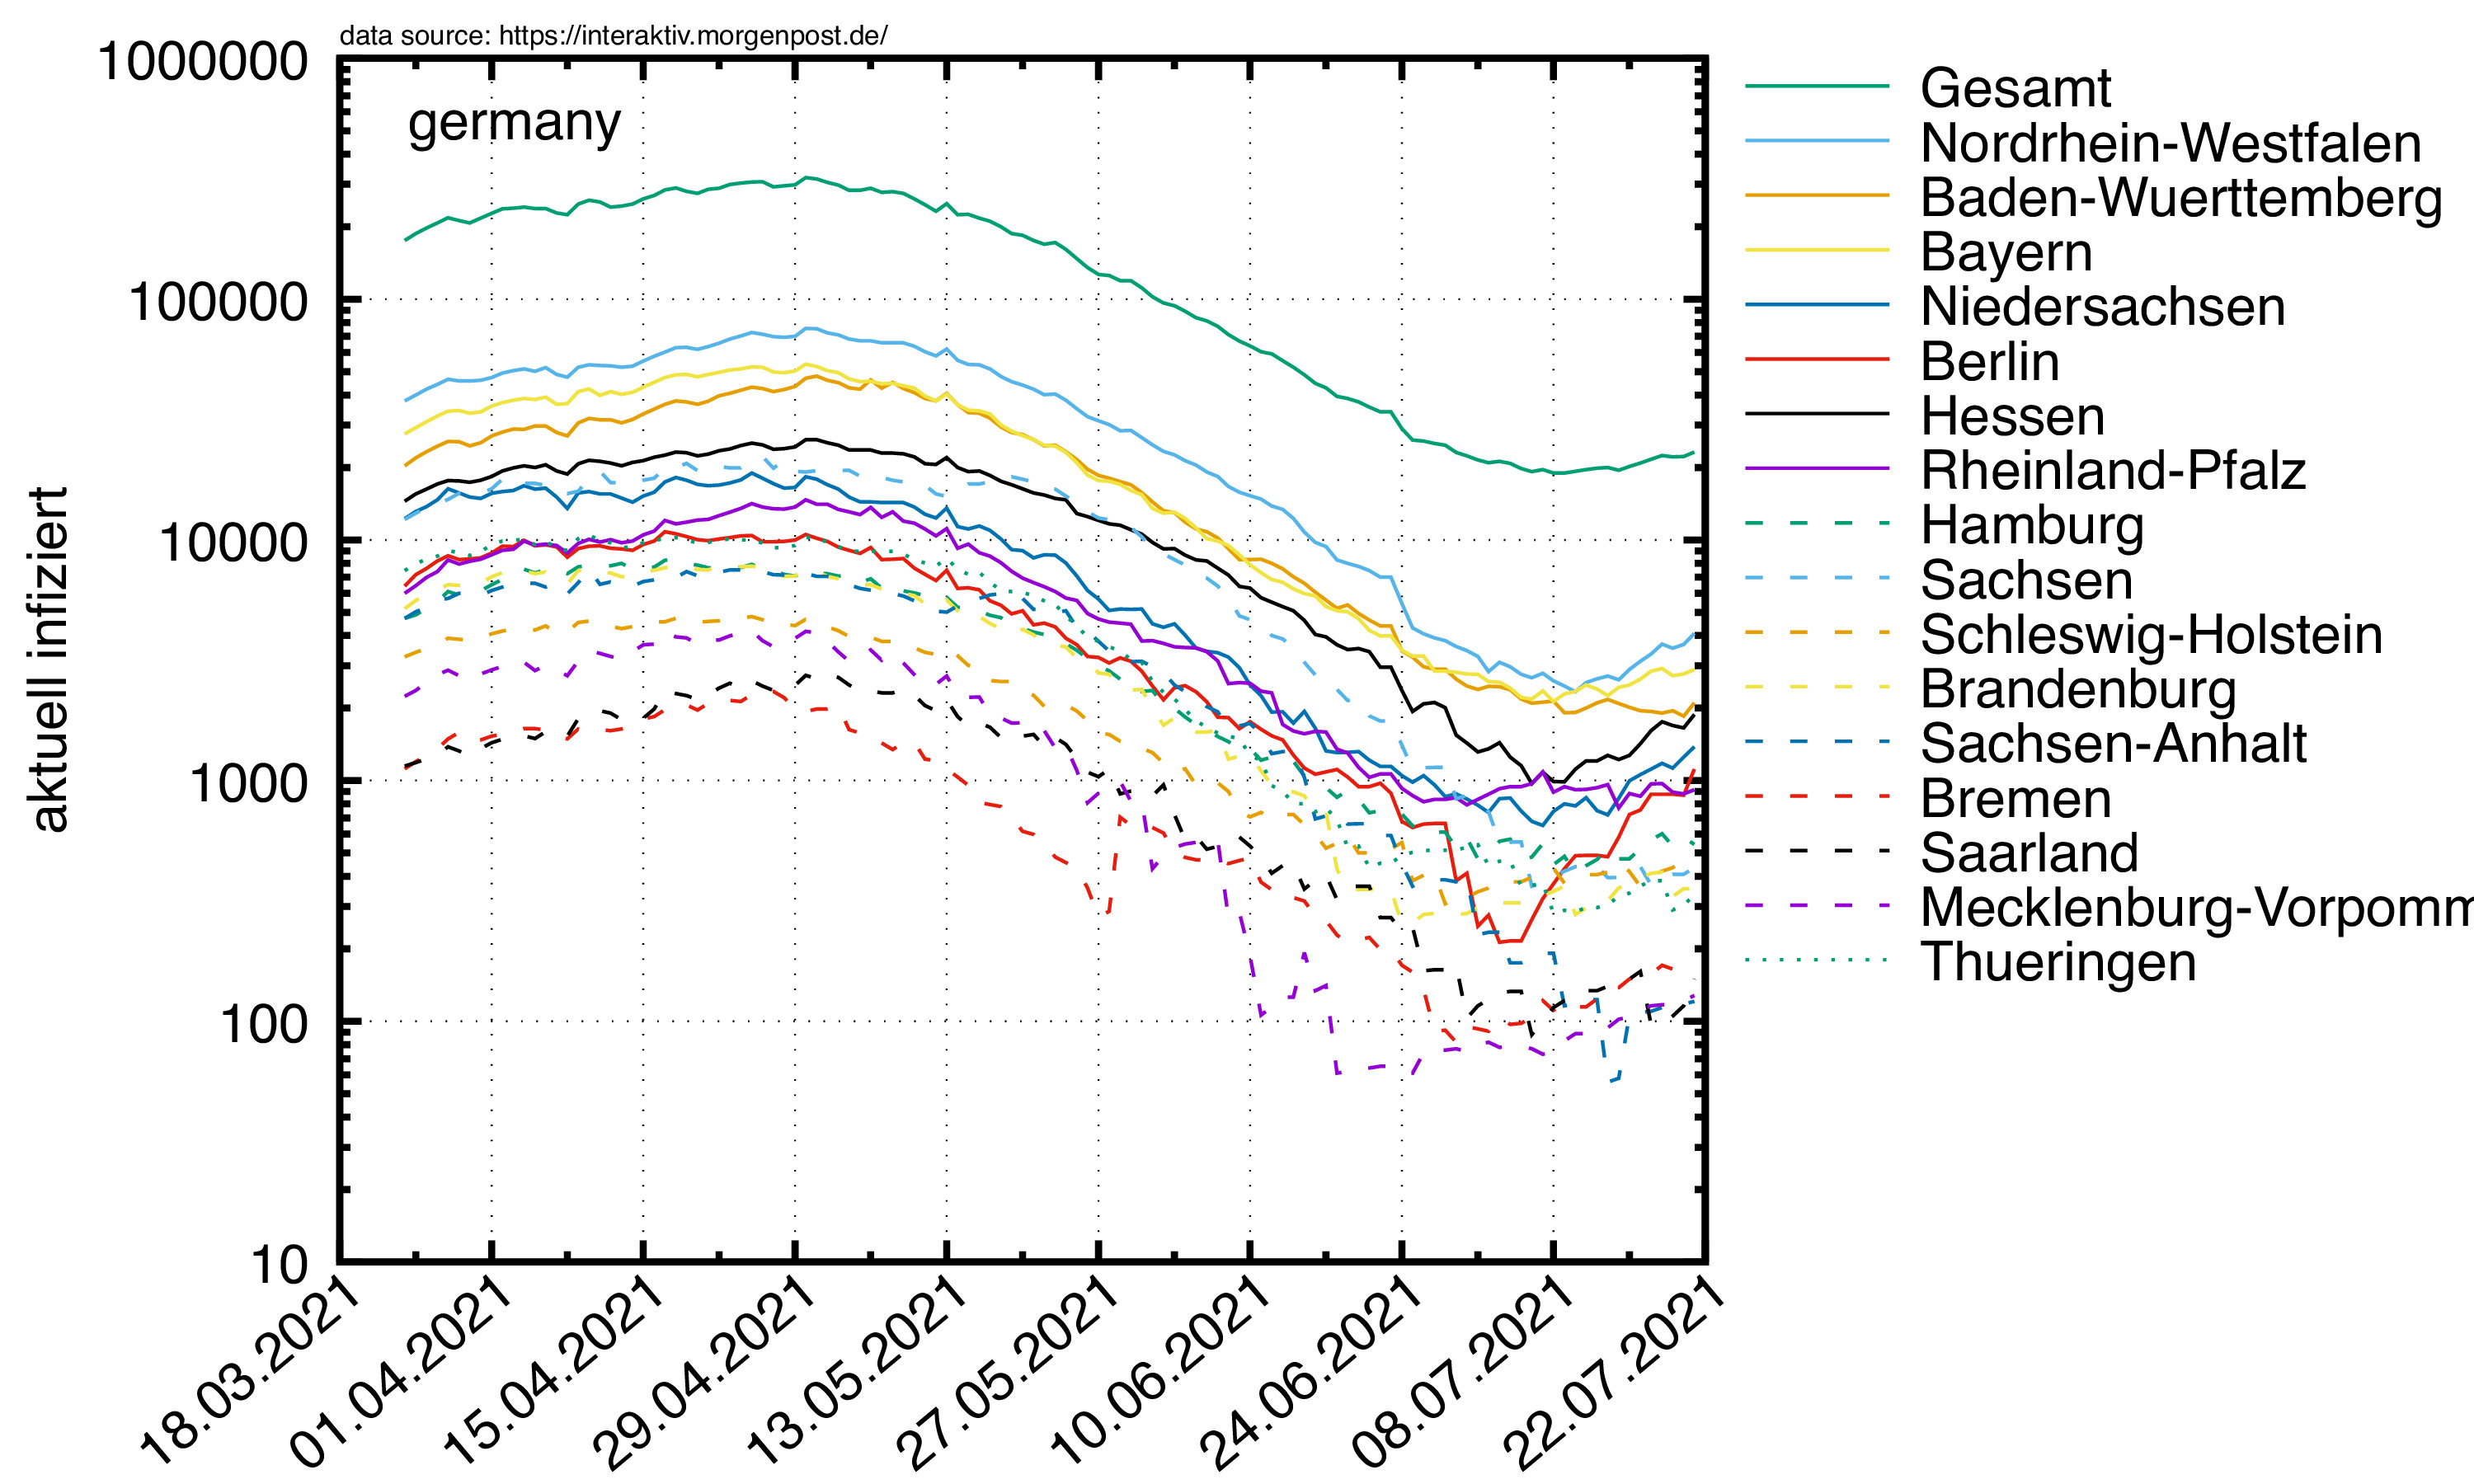 data source: https://interaktiv.morgenpost.de/
germany
aktuell infiziert
1000000
100000
10000
1000
100
10
18.03.2021
01.04.2021
15.04.2021
29.04.2021
13.05.2021
27.05.2021
10.06.2021
24.06.2021
08.07.2021
22.07.2021
Gesamt
Nordrhein-Westfalen
Baden-Wuerttemberg
Bayern
Niedersachsen
Berlin
Hessen
Rheinland-Pfalz
Hamburg
Sachsen
Schleswig-Holstein
Brandenburg
Sachsen-Anhalt
Bremen
Saarland
Mecklenburg-Vorpomm
Thueringen